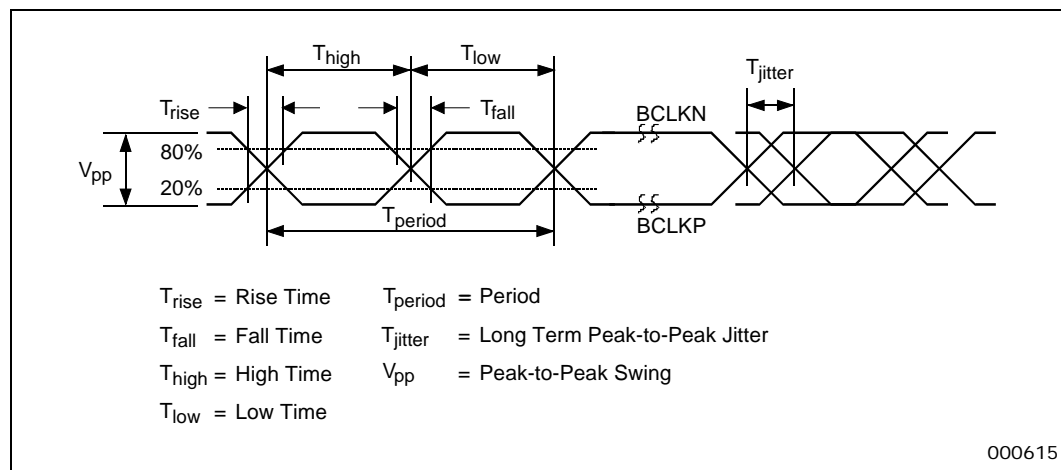 T_high T_low T_jitter
T_rise T_fall BCLKN
80%
V_pp
20%
T_period BCLKP
T_rise = Rise Time T_period = Period
T_fall = Fall Time T_jitter = Long Term Peak-to-Peak Jitter
T_high = High Time V_pp = Peak-to-Peak Swing
T_low = Low Time
000615